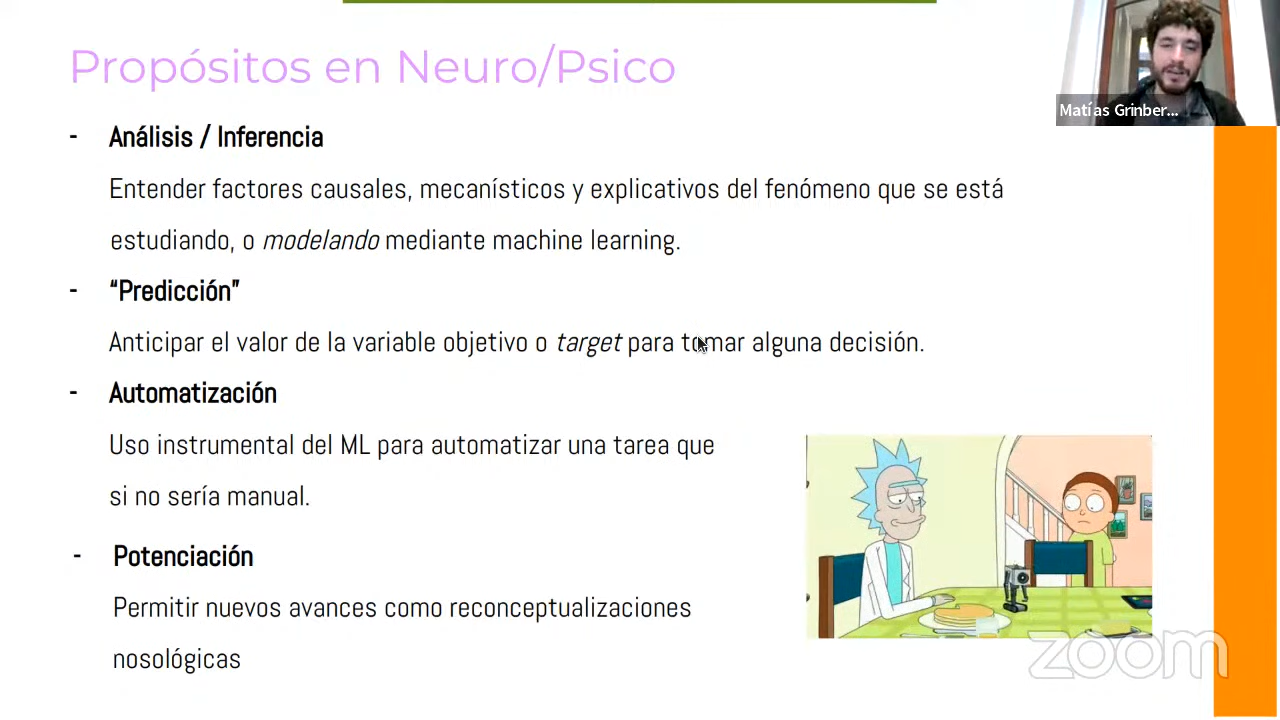 Propósitos en Neuro/Psico
Matías Grinber...
- Análisis / Inferencia
Entender factores causales, mecanísticos y explicativos del fenómeno que se está
estudiando, o modelando mediante machine learning.
- “Predicción”
Anticipar el valor de la variable objetivo o target para tomar alguna decisión.
- Automatización
Uso instrumental del ML para automatizar una tarea que
si no sería manual.
- Potenciación
Permitir nuevos avances como reconceptualizaciones
nosológicas
zoom